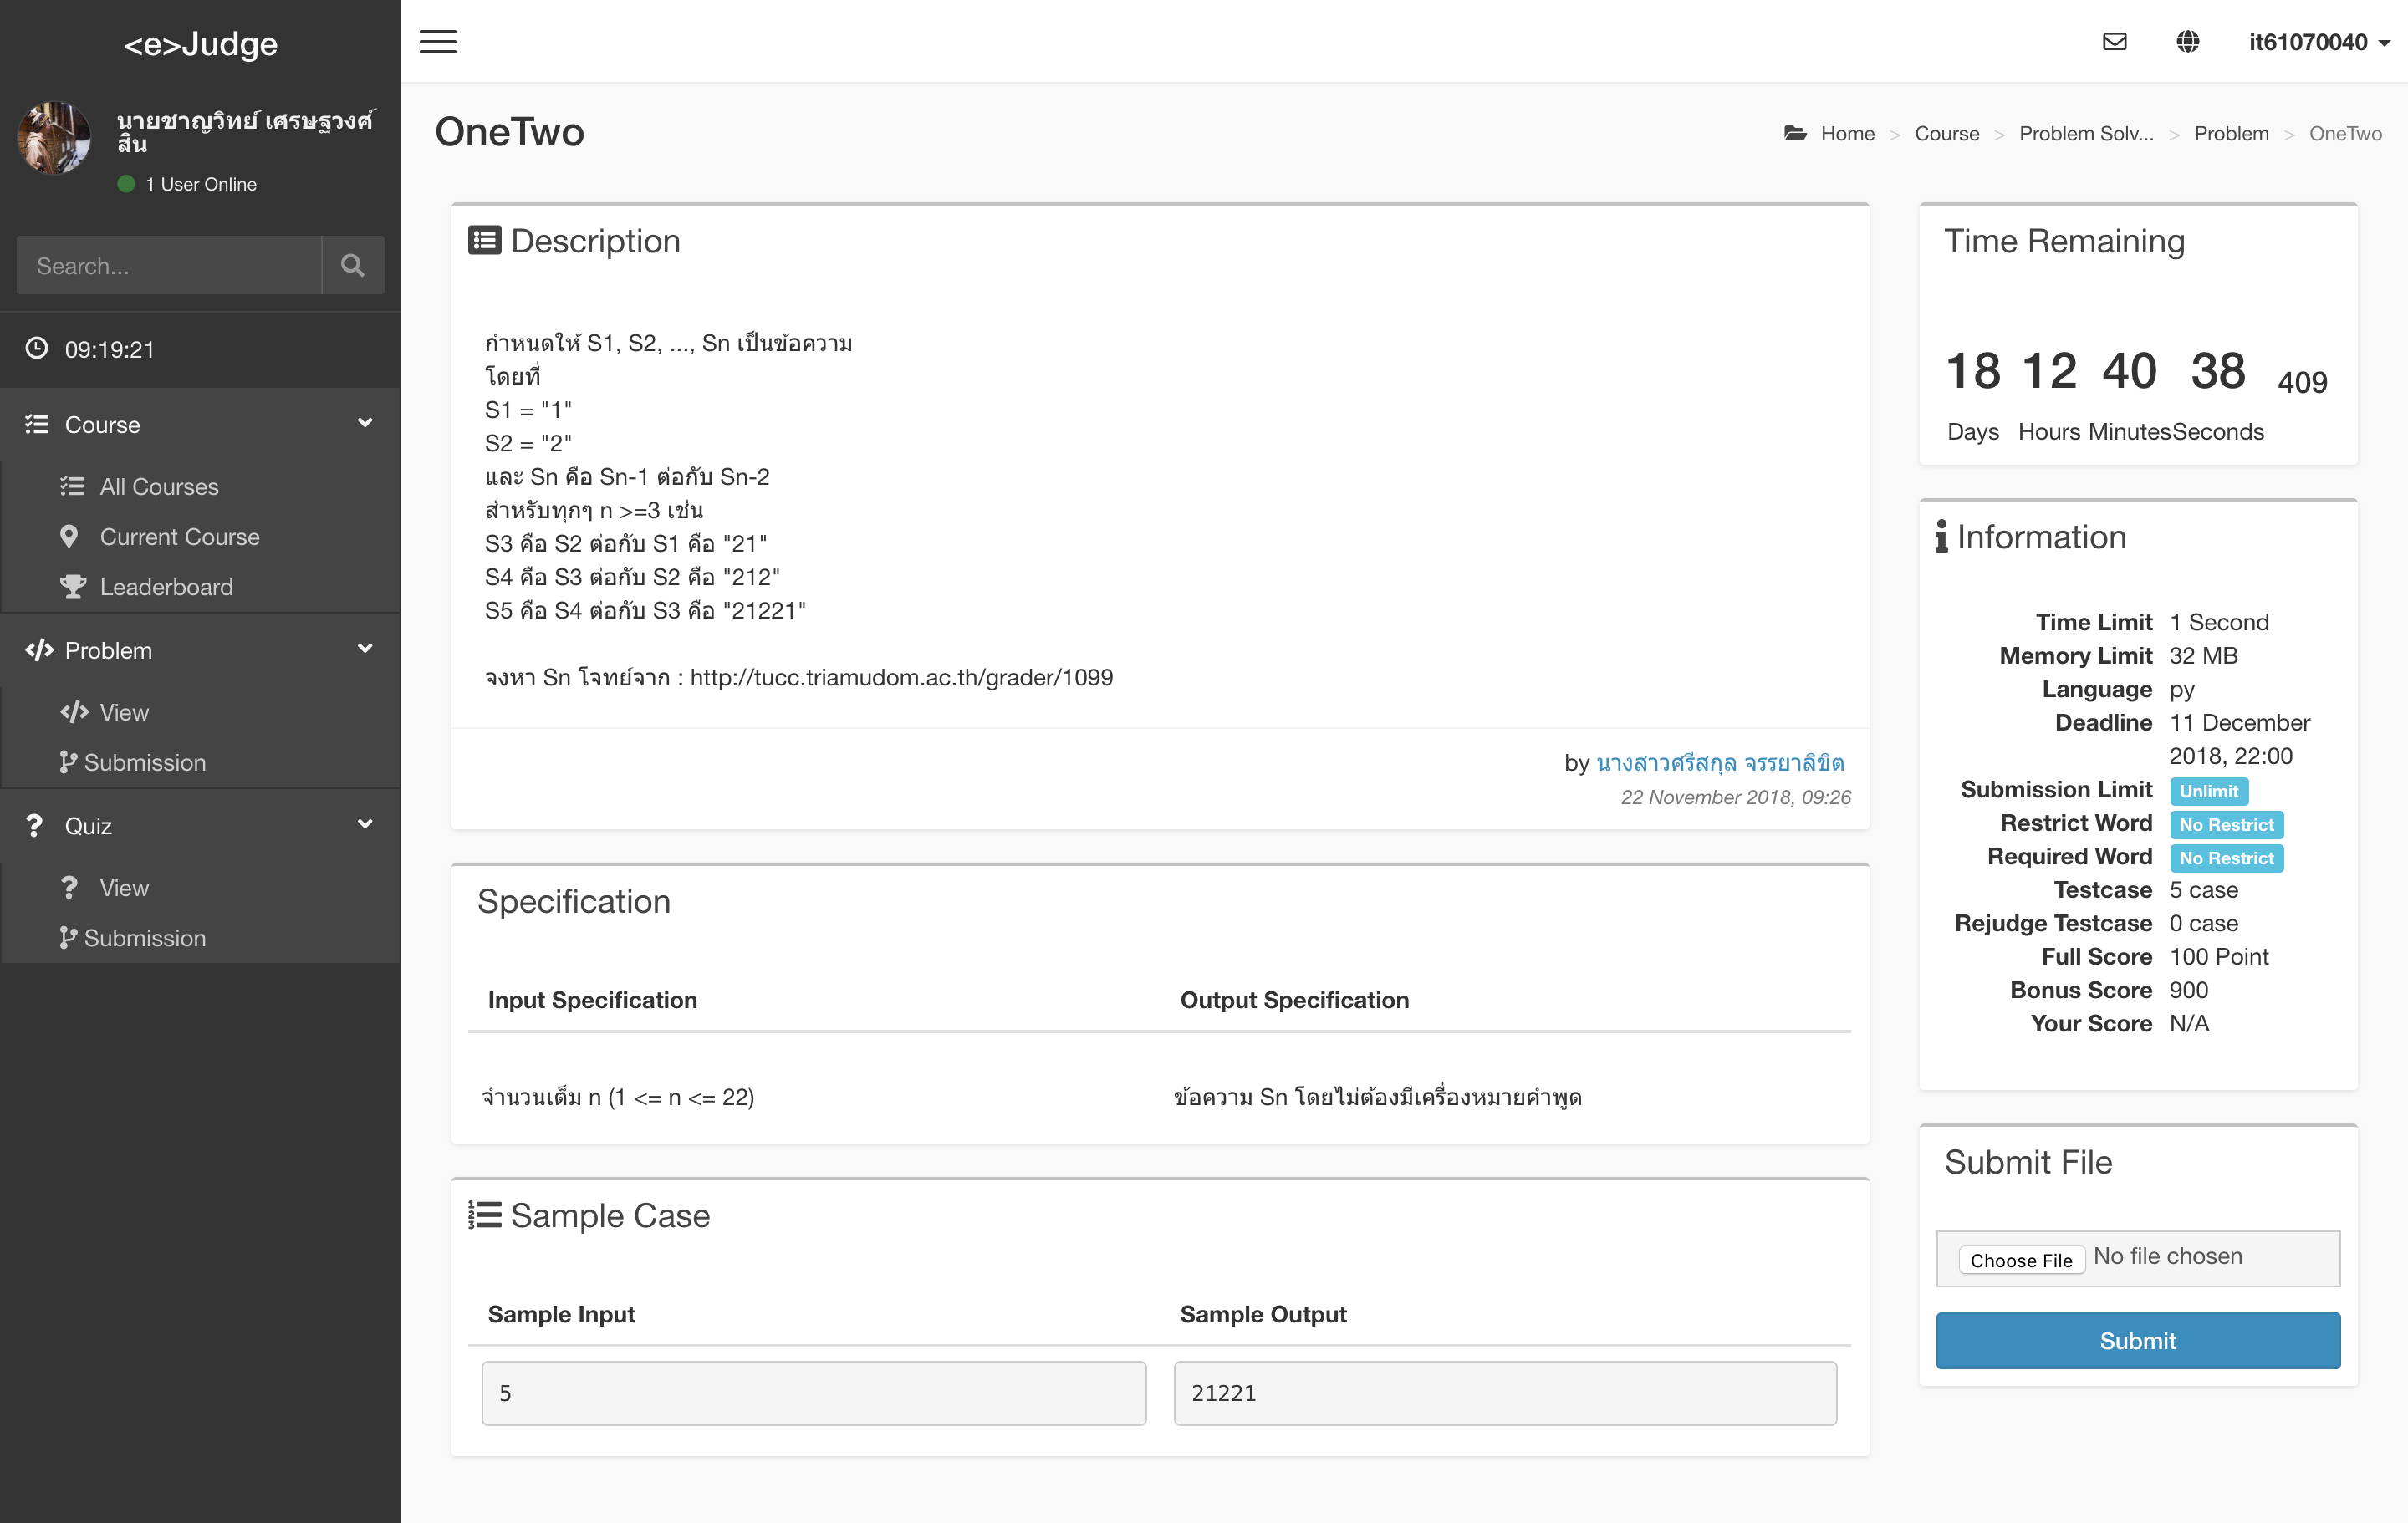 <e>Judge
นายชาญวิทย์ เศรษฐวงศ์
สิน
1 User Online
Search...
09:19:21
Course
All Courses
Current Course
Leaderboard
Problem
View
Submission
Quiz
View
Submission
it61070040
OneTwo
Home > Course > Problem Solv... > Problem > OneTwo
Description
กำหนดให้ S1, S2, ..., Sn เป็นข้อความ
โดยที่
S1 = "1"
S2 = "2"
และ Sn คือ Sn-1 ต่อกับ Sn-2
สำหรับทุกๆ n >=3 เช่น
S3 คือ S2 ต่อกับ S1 คือ "21"
S4 คือ S3 ต่อกับ S2 คือ "212"
S5 คือ S4 ต่อกับ S3 คือ "21221"
จงหา Sn โจทย์จาก : http://tucc.triamudom.ac.th/grader/1099
by นางสาวศรีสกุล จรรยาลิขิต
22 November 2018, 09:26
Specification
Input Specification
Output Specification
จำนวนเต็ม n (1 <= n <= 22)
ข้อความ Sn โดยไม่ต้องมีเครื่องหมายคำพูด
Sample Case
Sample Input
Sample Output
5
21221
Time Remaining
18 12 40 38 409
Days Hours Minutes Seconds
Information
Time Limit 1 Second
Memory Limit 32 MB
Language py
Deadline 11 December
2018, 22:00
Submission Limit Unlimit
Restrict Word No Restrict
Required Word No Restrict
Testcase 5 case
Rejudge Testcase 0 case
Full Score 100 Point
Bonus Score 900
Your Score N/A
Submit File
Choose File No file chosen
Submit